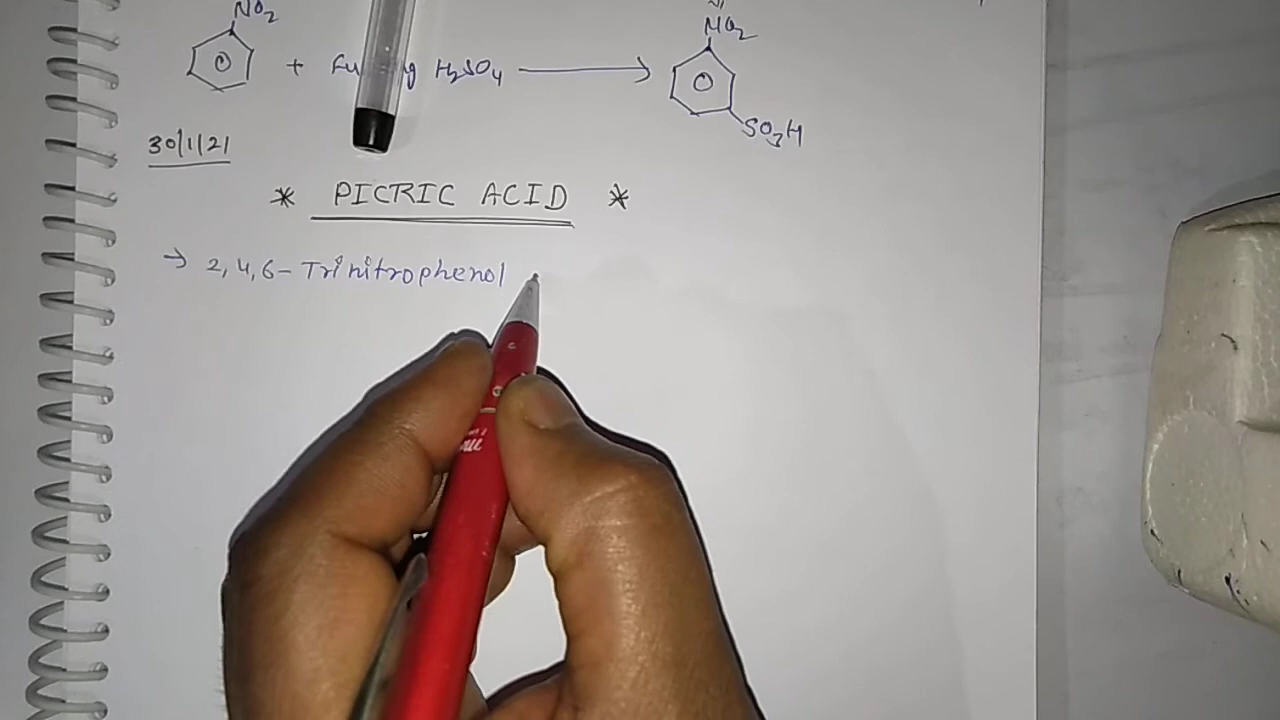 NO2 NO2
+ H2SO4 ⟶
SO3H
30/1/21
* PICRIC ACID *
→ 2,4,6- Trinitrophenol